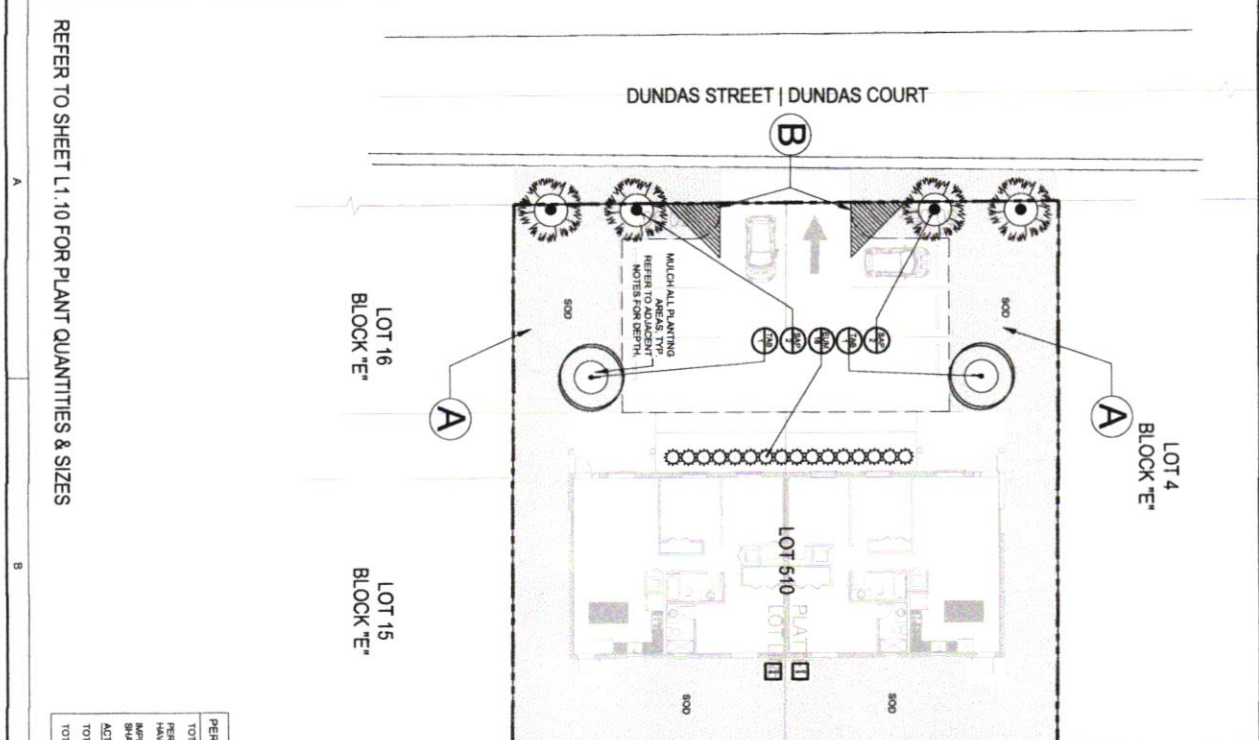 DUNDAS STREET | DUNDAS COURT
B
REFER TO SHEET L1.10 FOR PLANT QUANTITIES & SIZES
A
B
MULCH ALL PLANTING
AREAS, TYP.
REFER TO ADJACENT
NOTES FOR DEPTH.
SOD
SOD
LOT 16
BLOCK "E"
A
A
LOT 4
BLOCK "E"
LOT 510
PLAT
LOT
LOT 15
BLOCK "E"
SOD
SOD